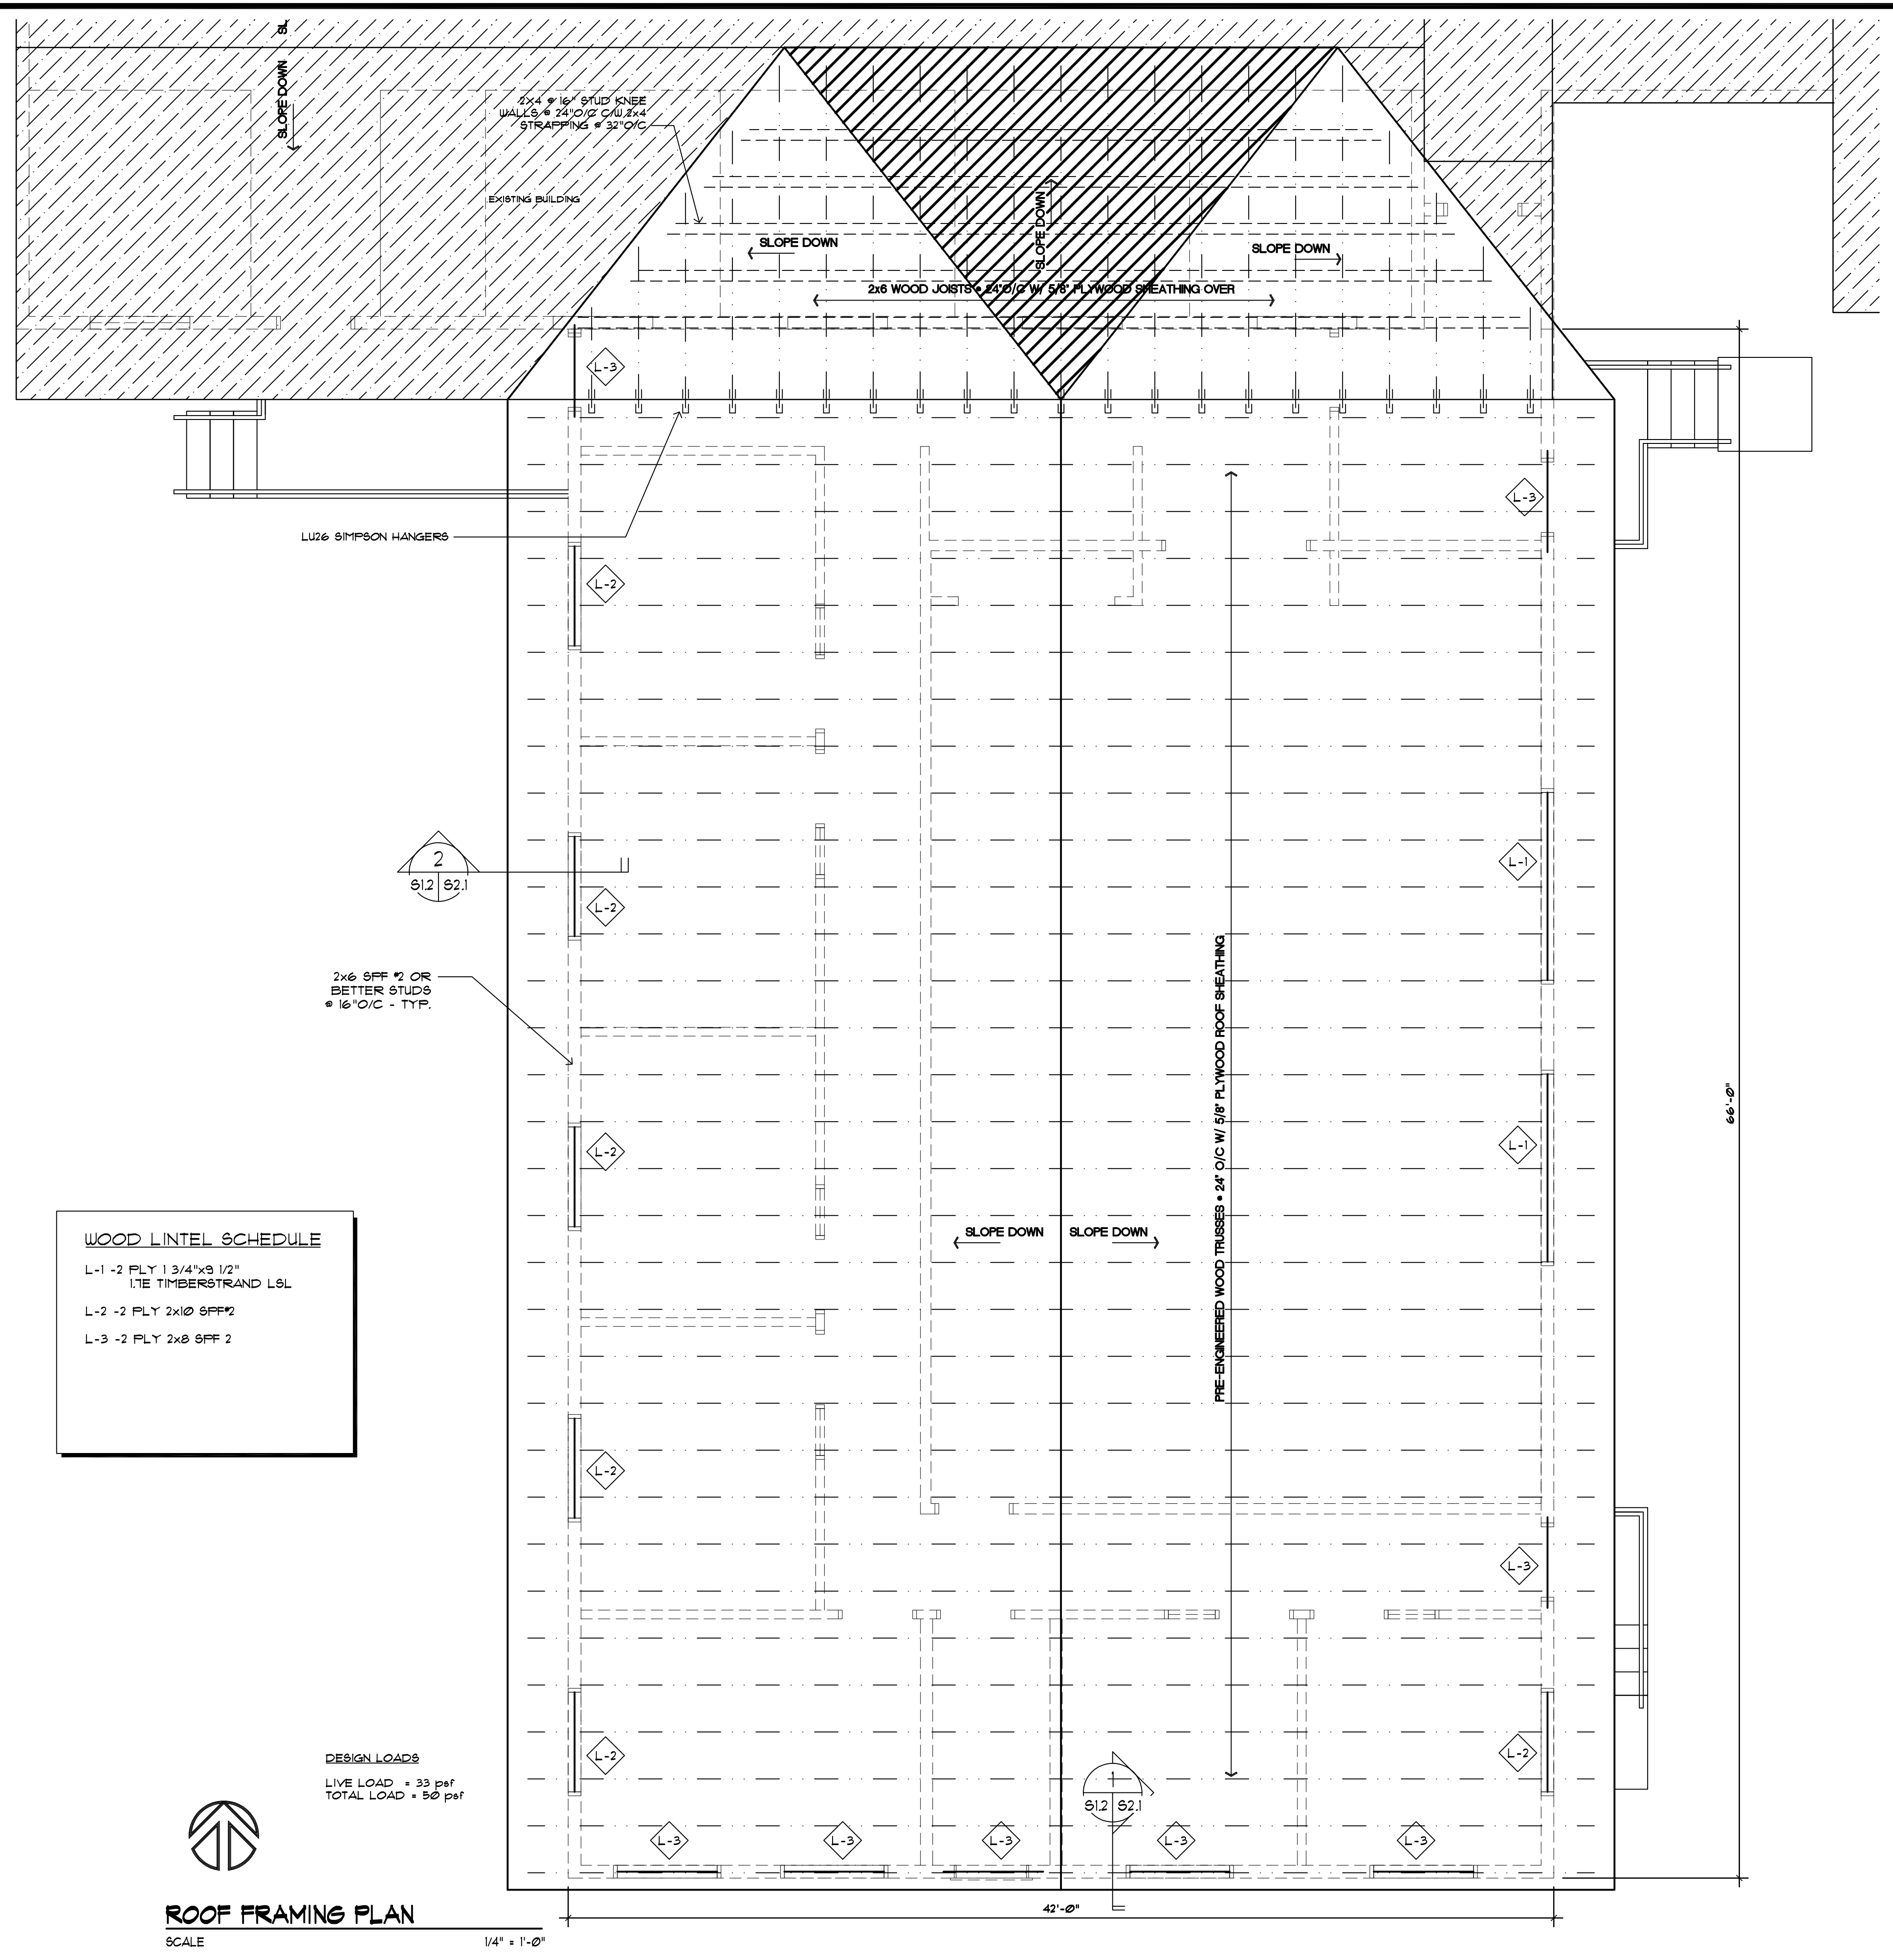 SL
SLOPE DOWN
2X4 @ 16" STUD KNEE
WALLS @ 24"O/C C/W 2x4
STRAPPING @ 32"O/C
EXISTING BUILDING
SLOPE DOWN
SLOPE DOWN
SLOPE DOWN
2x6 WOOD JOISTS @ 24"O/C W/ 5/8" PLYWOOD SHEATHING OVER
L-3
L-3
LU26 SIMPSON HANGERS
L-2
2
S1.2 S2.1
L-1
L-2
2x6 SPF #2 OR
BETTER STUDS
@ 16"O/C - TYP.
PRE-ENGINEERED WOOD TRUSSES @ 24" O/C W/ 5/8" PLYWOOD ROOF SHEATHING
66'-0"
L-2
L-1
SLOPE DOWN
SLOPE DOWN
WOOD LINTEL SCHEDULE
L-1 -2 PLY 1 3/4"x9 1/2"
1.7E TIMBERSTRAND LSL
L-2 -2 PLY 2x10 SPF#2
L-3 -2 PLY 2x8 SPF 2
L-2
L-3
L-2
L-2
DESIGN LOADS
LIVE LOAD = 33 psf
TOTAL LOAD = 50 psf
1
S1.2 S2.1
L-3
L-3
L-3
L-3
L-3
42'-0"
ROOF FRAMING PLAN
SCALE 1/4" = 1'-0"